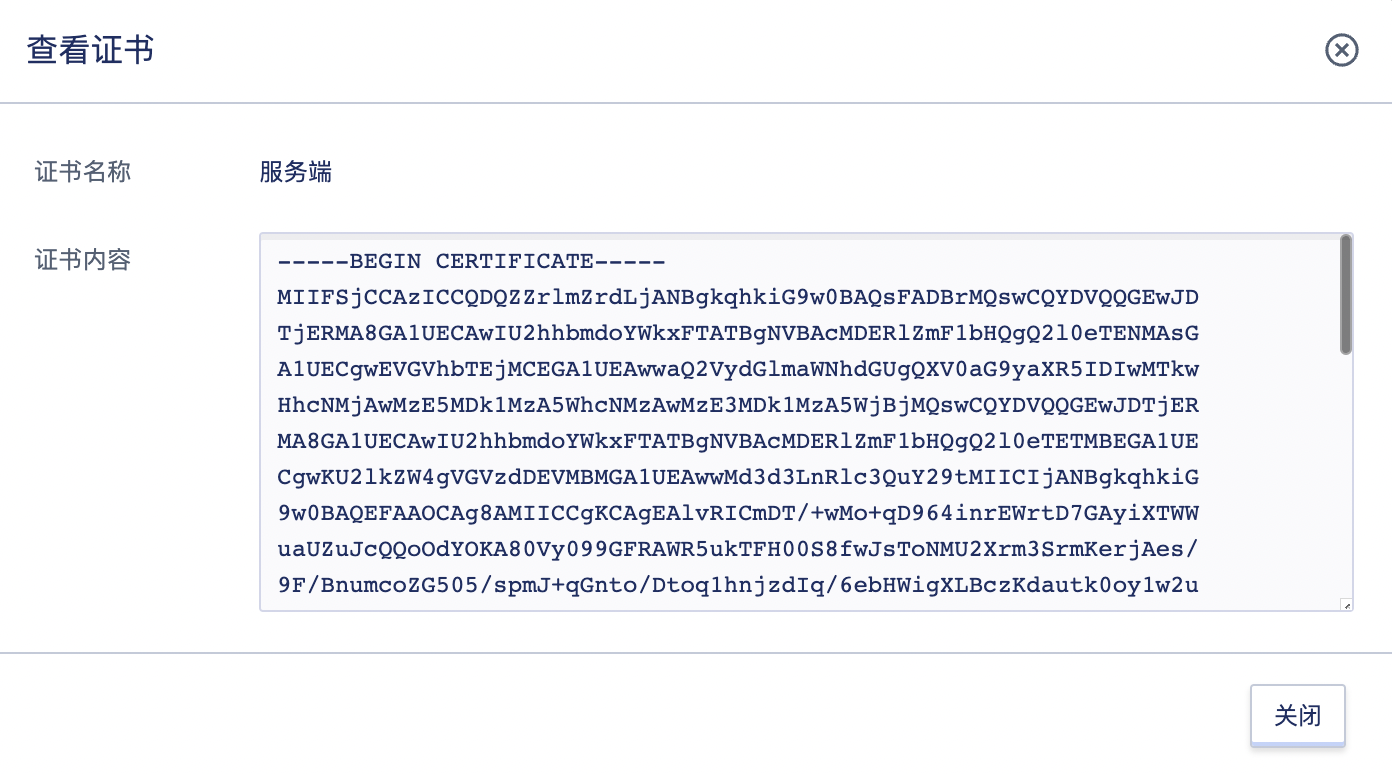 查看证书
证书名称 服务端
证书内容
-----BEGIN CERTIFICATE-----
MIIFSjCCAzICCQDQZZrlmZrdLjANBgkqhkiG9w0BAQsFADBrMQswCQYDVQQGEwJD
TjERMA8GA1UECAwIU2hhbmdoYWkxFTATBgNVBAcMDERlZmF1bHQgQ2l0eTENMAsG
A1UECgwEVGVhbTEjMCEGA1UEAwwaQ2VydGlmaWNhdGUgQXV0aG9yaXR5IDIwMTkw
HhcNMjAwMzE5MDk1MzA5WhcNMzAwMzE3MDk1MzA5WjBjMQswCQYDVQQGEwJDTjER
MA8GA1UECAwIU2hhbmdoYWkxFTATBgNVBAcMDERlZmF1bHQgQ2l0eTETMBEGA1UE
CgwKU2lkZW4gVGVzdDEVMBMGA1UEAwwMd3d3LnRlc3QuY29tMIICIjANBgkqhkiG
9w0BAQEFAAOCAg8AMIICCgKCAgEAlvRICmDT/+wMo+qD964inrEWrtD7GAyiXTWW
uaUZuJcQQoOdYOKA80Vy099GFRAWR5ukTFH00S8fwJsToNMU2Xrm3SrmKerjAes/
9F/BnumcoZG505/spmJ+qGnto/Dtoq1hnjzdIq/6ebHWigXLBczKdautk0oy1w2u
关闭